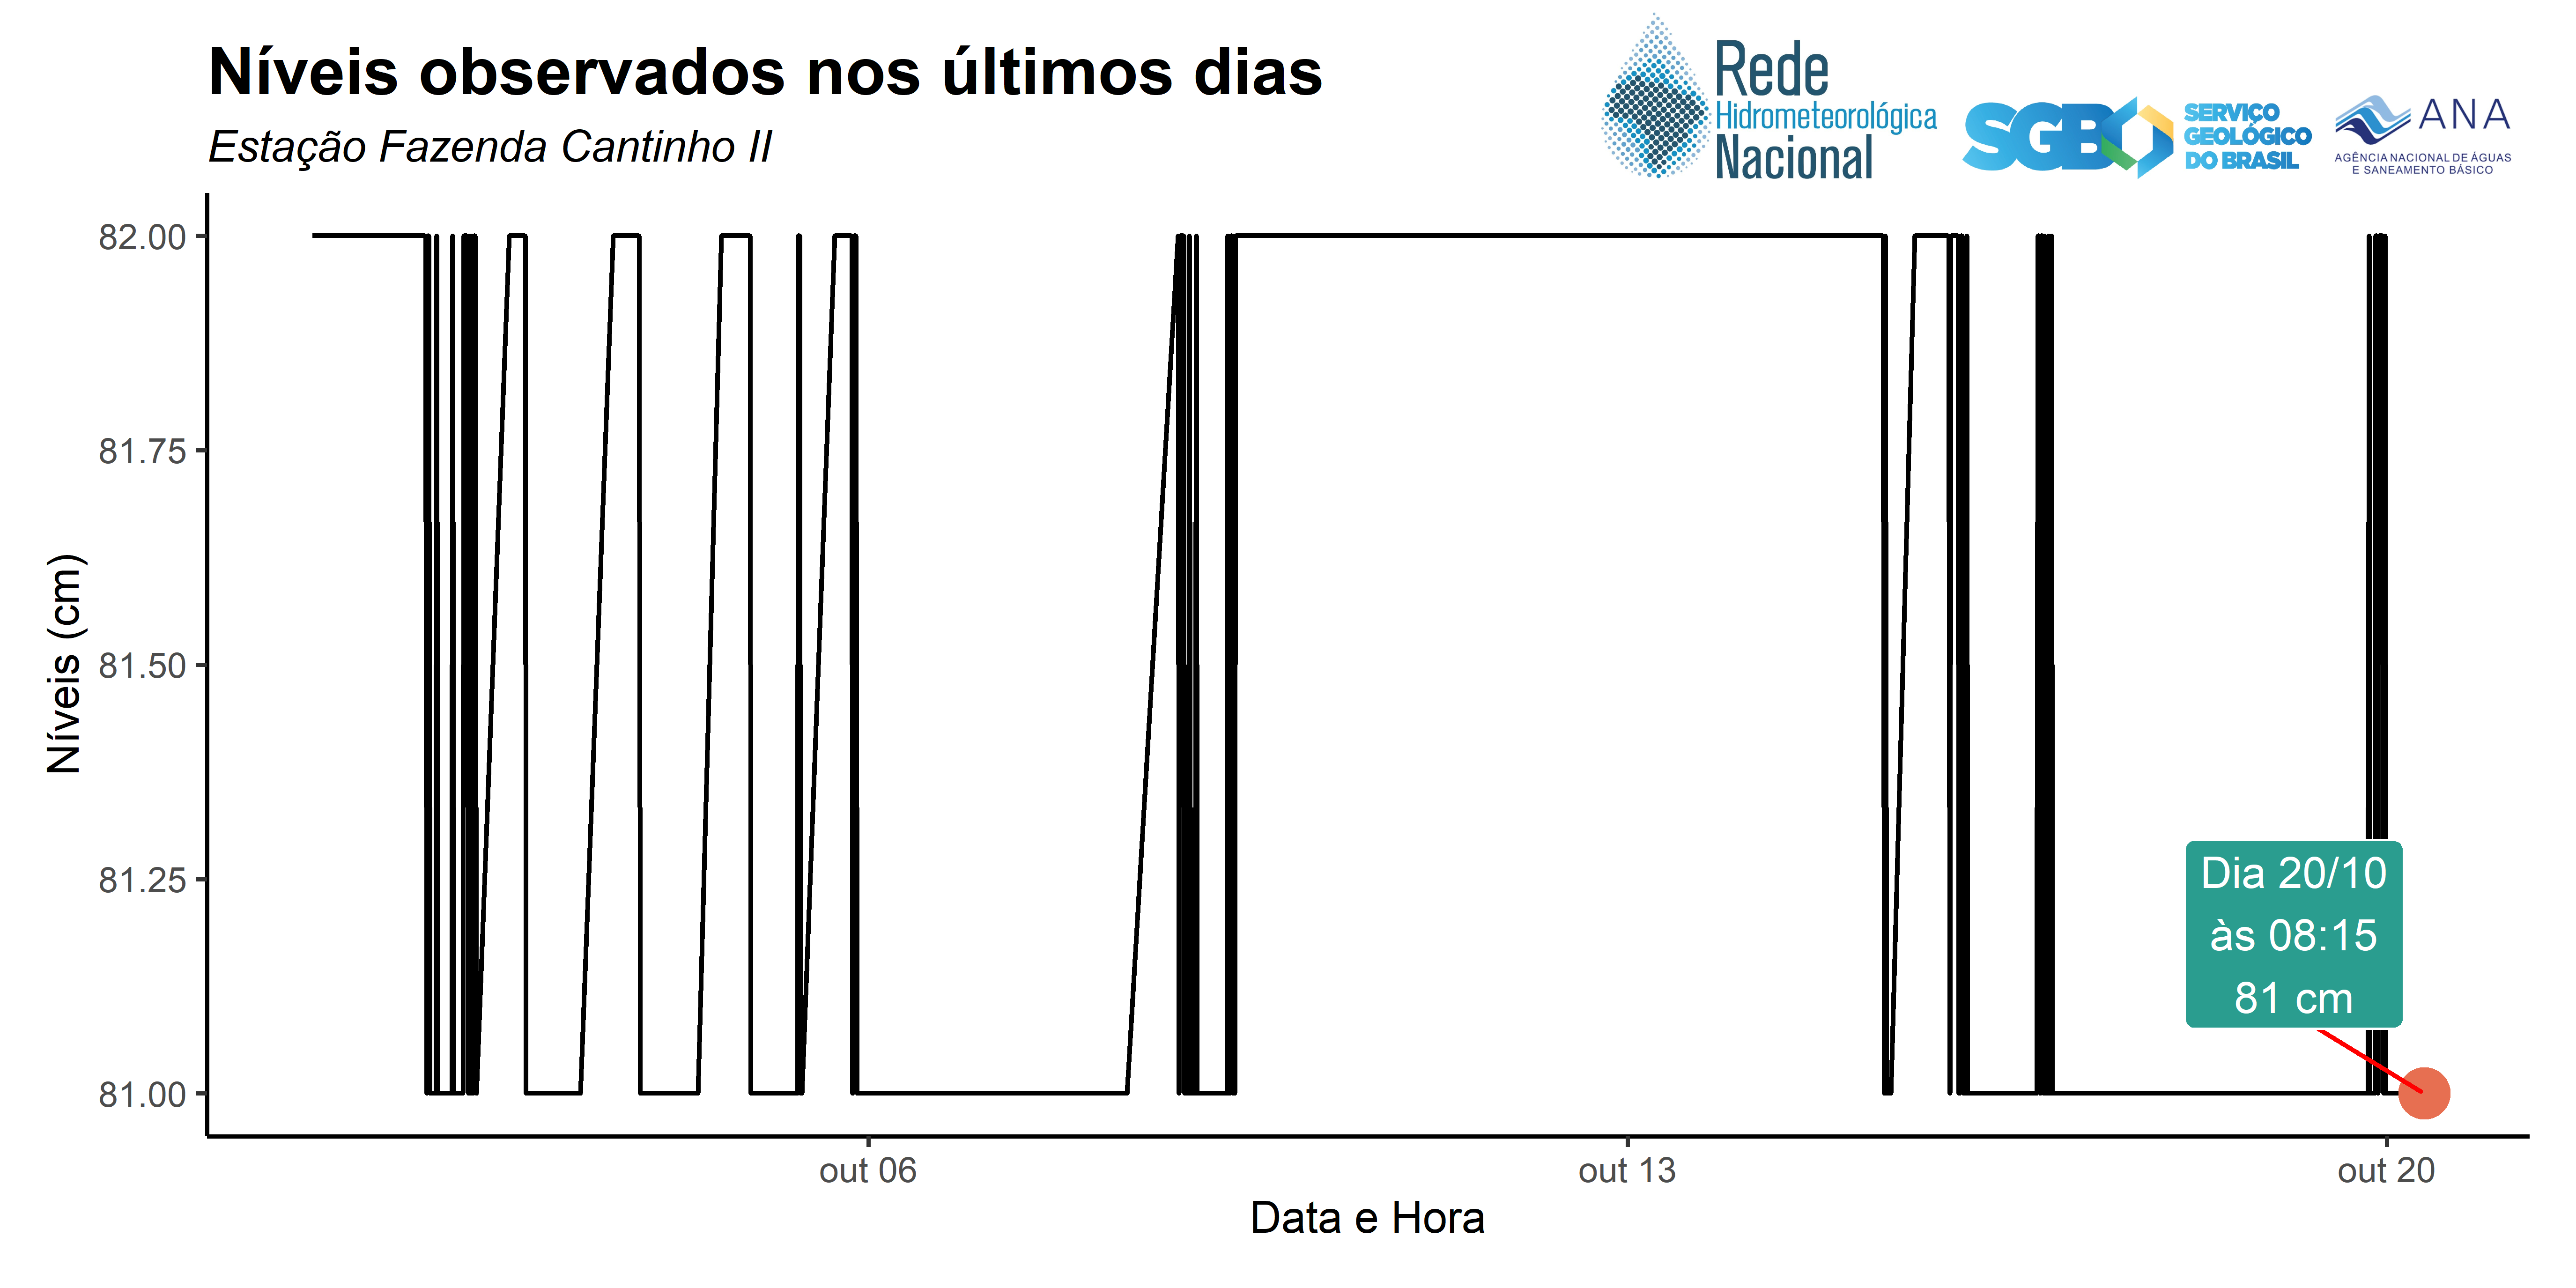 Níveis observados nos últimos dias
Estação Fazenda Cantinho II
Rede
Hidrometeorológica
Nacional
SGB
SERVIÇO
GEOLÓGICO
DO BRASIL
ANA
AGÊNCIA NACIONAL DE ÁGUAS
E SANEAMENTO BÁSICO
Níveis (cm)
82.00
81.75
81.50
81.25
81.00
Dia 20/10
às 08:15
81 cm
out 06
out 13
out 20
Data e Hora